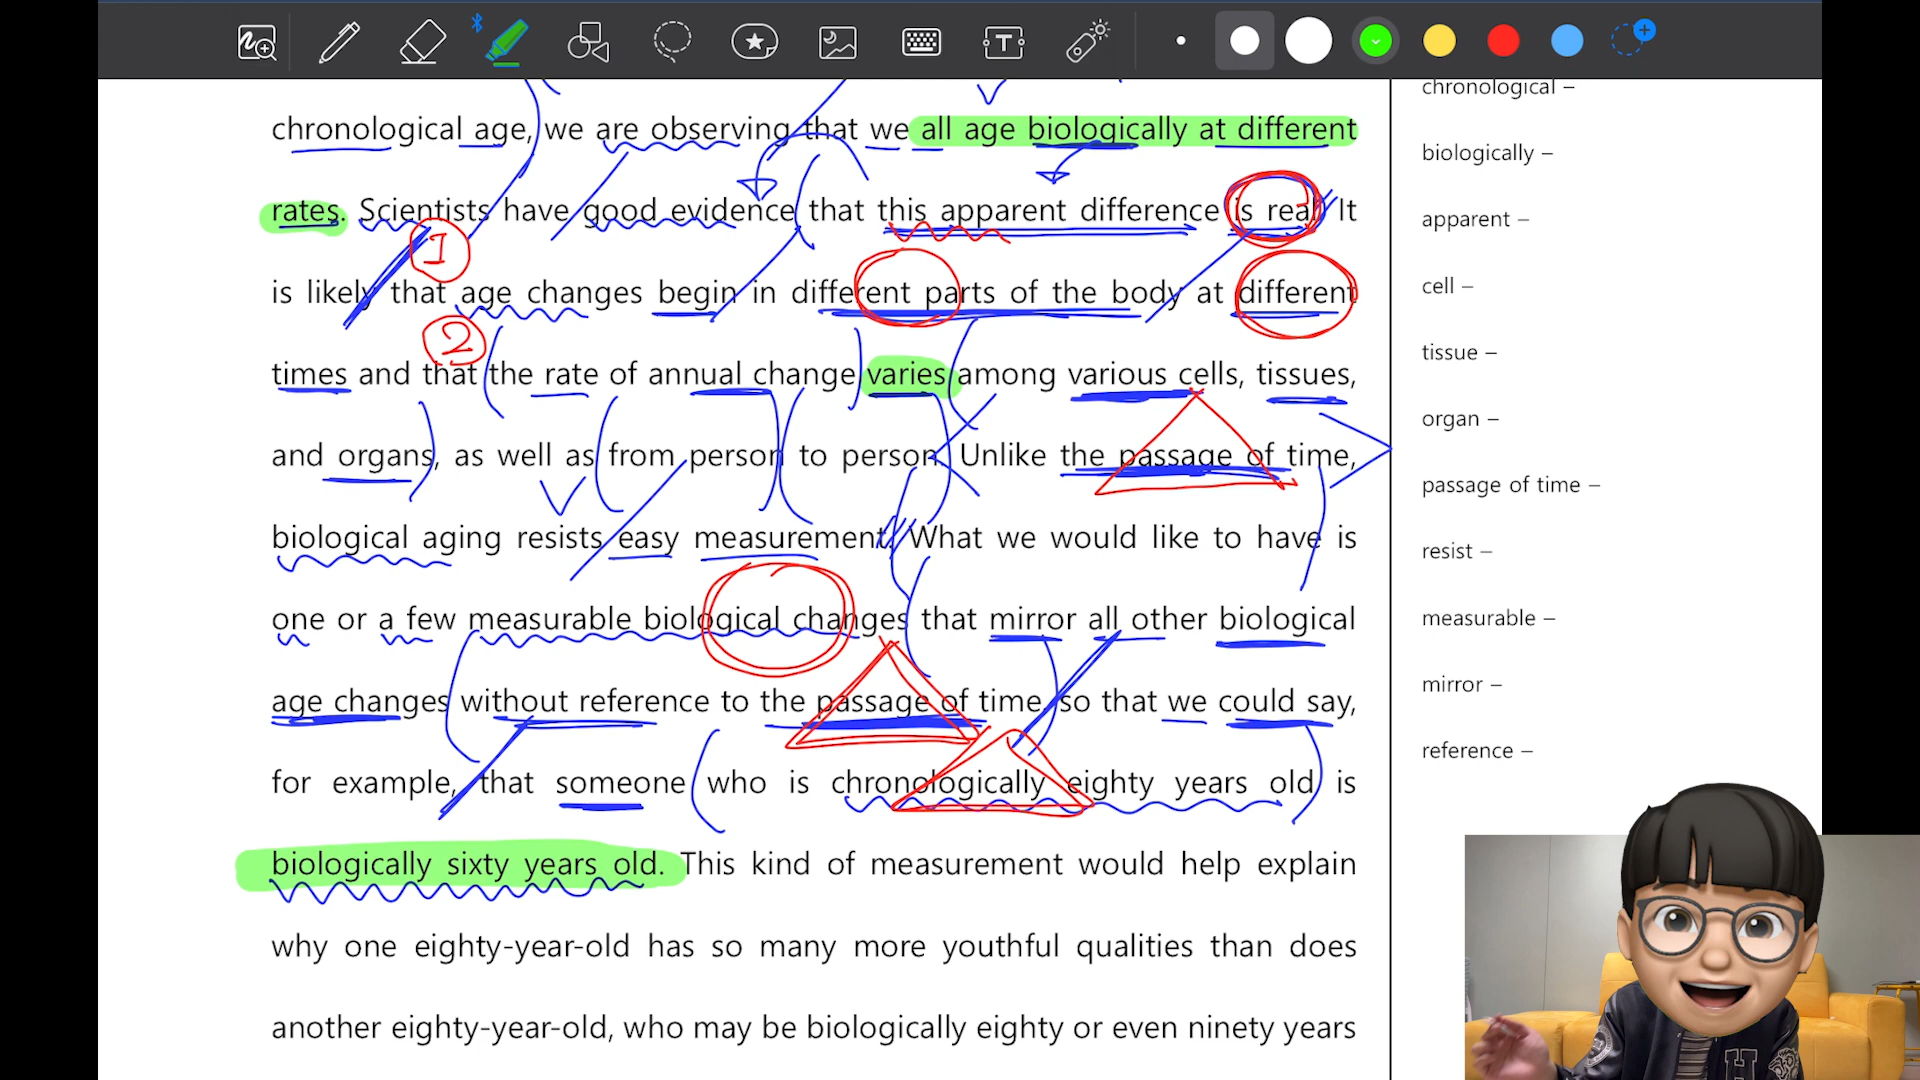 chronological age, we are observing that we all age biologically at different
rates. Scientists have good evidence that this apparent difference is real. It
1
is likely that age changes begin in different parts of the body at different
2
times and that the rate of annual change varies among various cells, tissues,
and organs, as well as from person to person. Unlike the passage of time,
biological aging resists easy measurement. What we would like to have is
one or a few measurable biological changes that mirror all other biological
age changes without reference to the passage of time, so that we could say,
for example, that someone who is chronologically eighty years old is
biologically sixty years old. This kind of measurement would help explain
why one eighty-year-old has so many more youthful qualities than does
another eighty-year-old, who may be biologically eighty or even ninety years
chronological –
biologically –
apparent –
cell –
tissue –
organ –
passage of time –
resist –
measurable –
mirror –
reference –
T
H